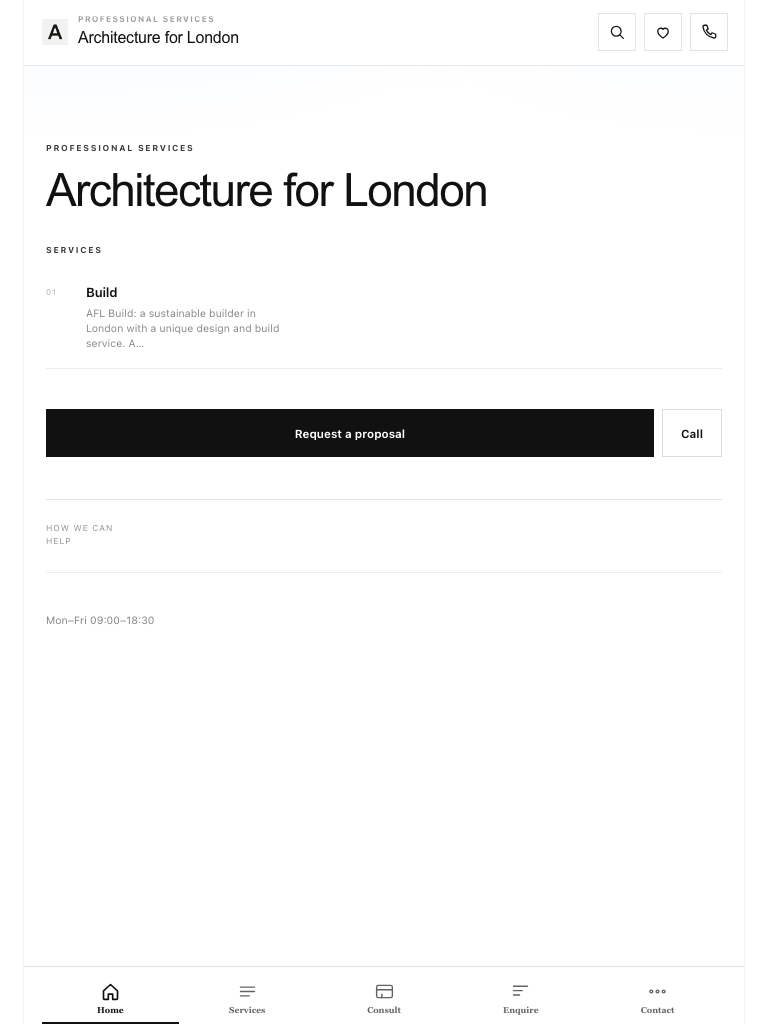 A
PROFESSIONAL SERVICES
Architecture for London
PROFESSIONAL SERVICES
Architecture for London
SERVICES
01
Build
AFL Build: a sustainable builder in
London with a unique design and build
service. A...
Request a proposal
Call
HOW WE CAN
HELP
Mon–Fri 09:00–18:30
Home
Services
Consult
Enquire
Contact